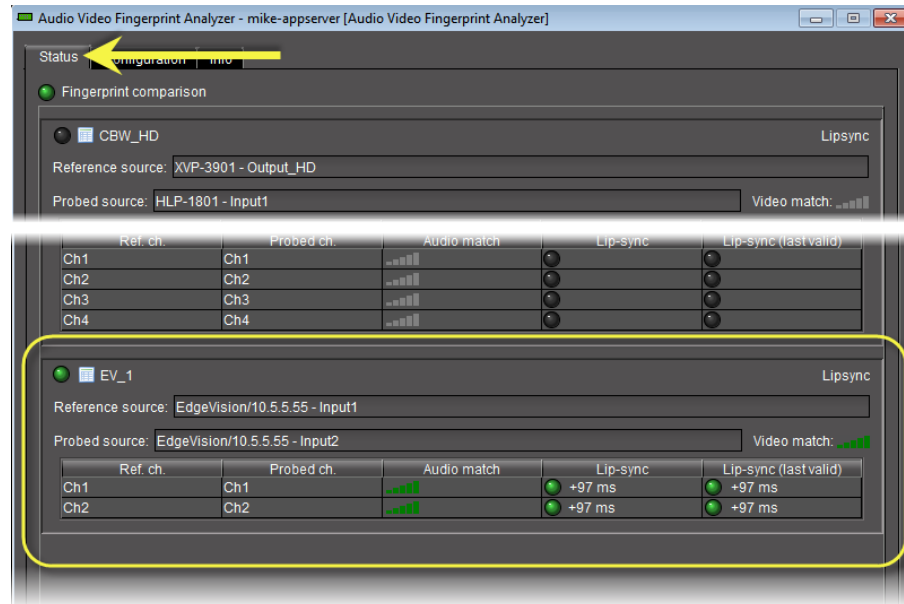 Audio Video Fingerprint Analyzer - mike-appserver [Audio Video Fingerprint Analyzer]
Status Configuration Info
Fingerprint comparison
CBW_HD Lipsync
Reference source: XVP-3901 - Output_HD
Probed source: HLP-1801 - Input1 Video match:
Ref. ch. Probed ch. Audio match Lip-sync Lip-sync (last valid)
Ch1 Ch1
Ch2 Ch2
Ch3 Ch3
Ch4 Ch4
EV_1 Lipsync
Reference source: EdgeVision/10.5.5.55 - Input1
Probed source: EdgeVision/10.5.5.55 - Input2 Video match:
Ref. ch. Probed ch. Audio match Lip-sync Lip-sync (last valid)
Ch1 Ch1 +97 ms +97 ms
Ch2 Ch2 +97 ms +97 ms